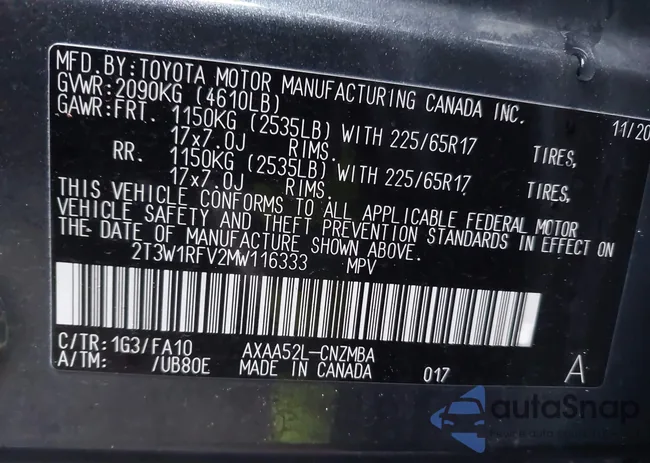 MFD. BY: TOYOTA MOTOR MANUFACTURING CANADA INC.
GVWR: 2090KG (4610LB) 11/20
GAWR: FRT. 1150KG (2535LB) WITH 225/65R17 TIRES,
17x7.0J RIMS.
RR. 1150KG (2535LB) WITH 225/65R17 TIRES,
17x7.0J RIMS.
THIS VEHICLE CONFORMS TO ALL APPLICABLE FEDERAL MOTOR
VEHICLE SAFETY AND THEFT PREVENTION STANDARDS IN EFFECT ON
THE DATE OF MANUFACTURE SHOWN ABOVE.
2T3W1RFV2MW116333 MPV
C/TR: 1G3/FA10 AXAA52L-CNZMBA
A/TM: /UB80E MADE IN CANADA 017 A
autoSnap